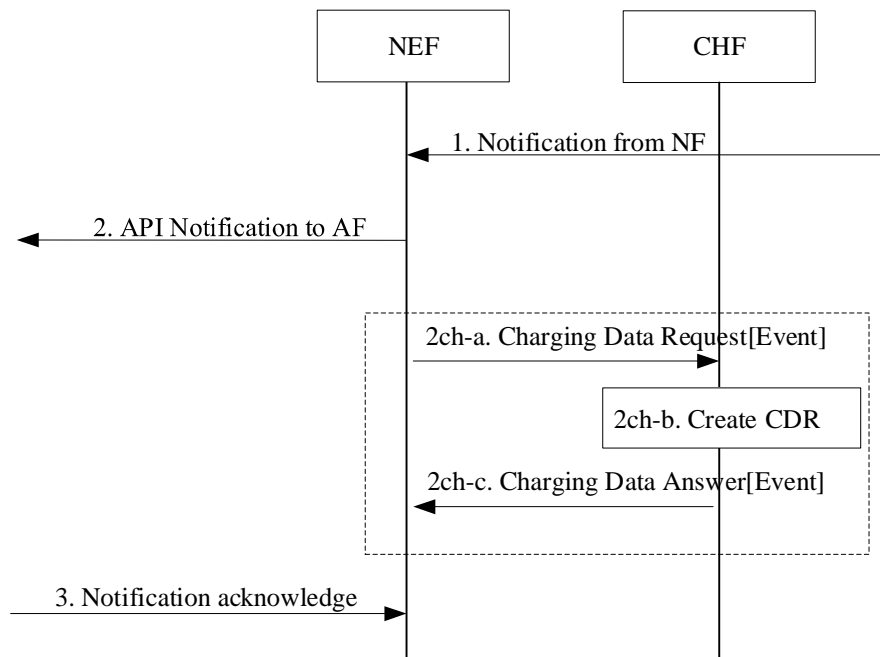 NEF
CHF
1. Notification from NF
2. API Notification to AF
2ch-a. Charging Data Request[Event]
2ch-b. Create CDR
2ch-c. Charging Data Answer[Event]
3. Notification acknowledge